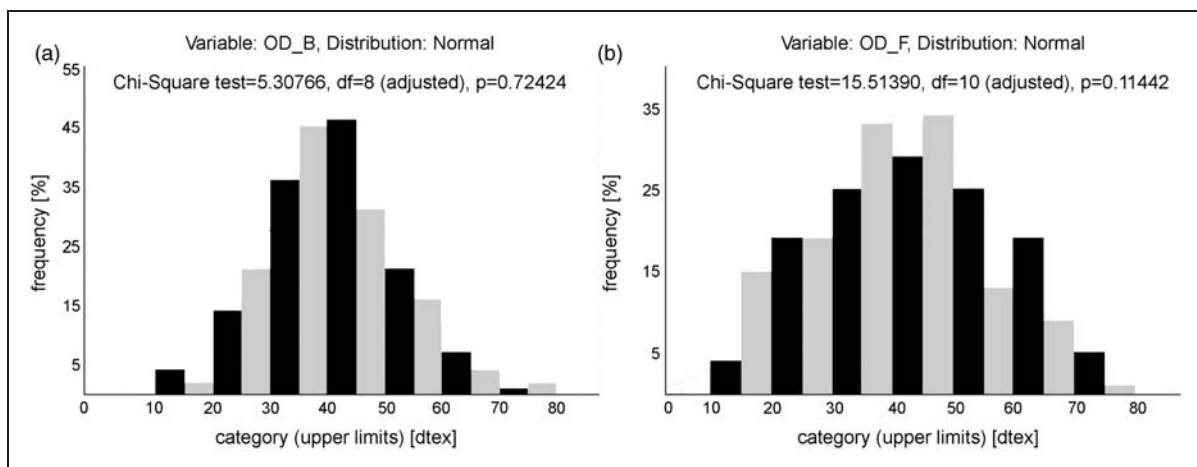 (a)
Variable: OD_B, Distribution: Normal
Chi-Square test=5.30766, df=8 (adjusted), p=0.72424
frequency [%]
55
45
35
25
15
5
0 10 20 30 40 50 60 70 80
category (upper limits) [dtex]
(b)
Variable: OD_F, Distribution: Normal
Chi-Square test=15.51390, df=10 (adjusted), p=0.11442
frequency [%]
35
25
15
5
0 10 20 30 40 50 60 70 80
category (upper limits) [dtex]